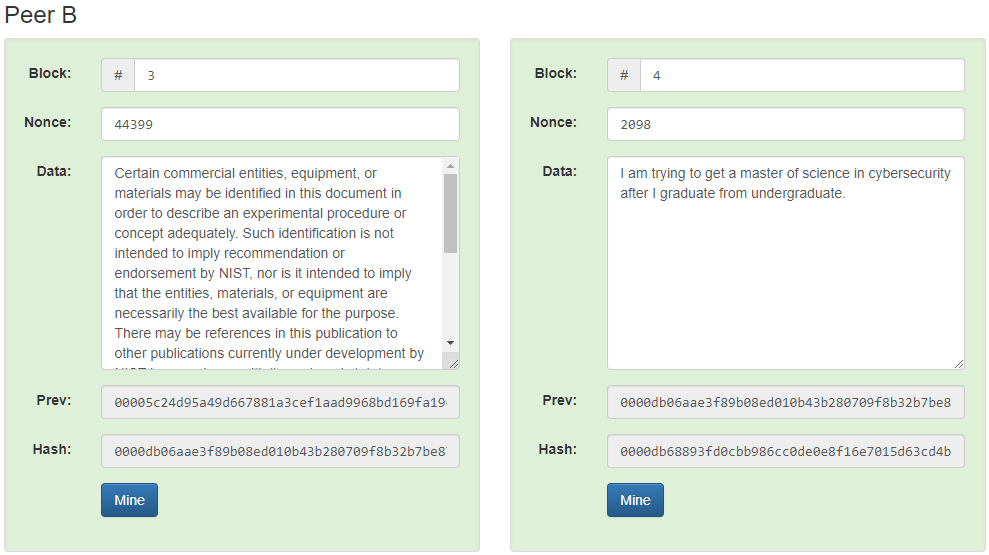 Peer B
Block: # 3
Nonce: 44399
Data: Certain commercial entities, equipment, or
materials may be identified in this document in
order to describe an experimental procedure or
concept adequately. Such identification is not
intended to imply recommendation or
endorsement by NIST, nor is it intended to imply
that the entities, materials, or equipment are
necessarily the best available for the purpose.
There may be references in this publication to
other publications currently under development by
Prev: 00005c24d95a49d667881a3cef1aad9968bd169fa19
Hash: 0000db06aae3f89b08ed010b43b280709f8b32b7be8
Mine
Block: # 4
Nonce: 2098
Data: I am trying to get a master of science in cybersecurity
after I graduate from undergraduate.
Prev: 0000db06aae3f89b08ed010b43b280709f8b32b7be8
Hash: 0000db68893fd0cbb986cc0de0e8f16e7015d63cd4b
Mine